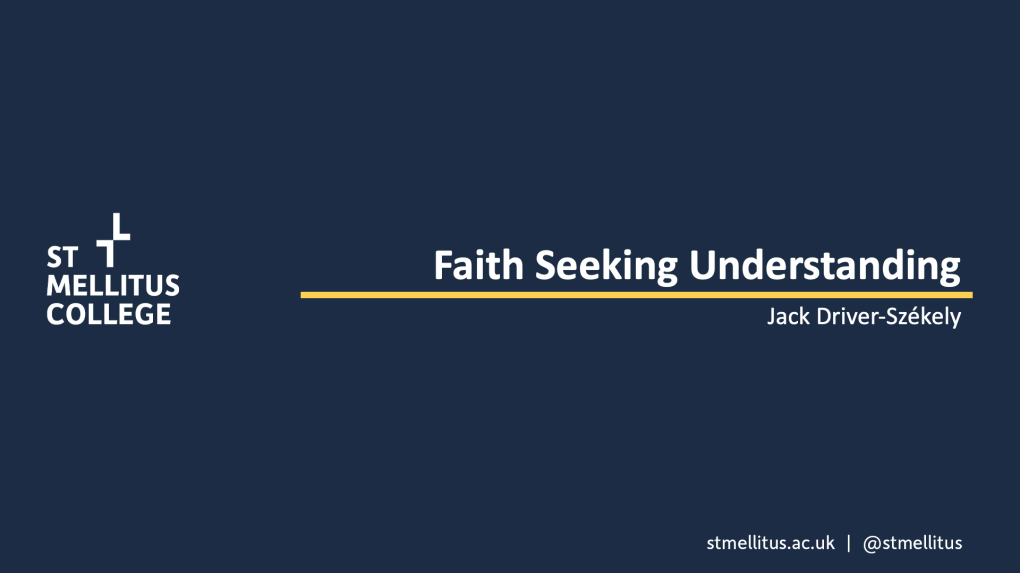 ST
MELLITUS
COLLEGE
Faith Seeking Understanding
Jack Driver-Székely
stmellitus.ac.uk | @stmellitus